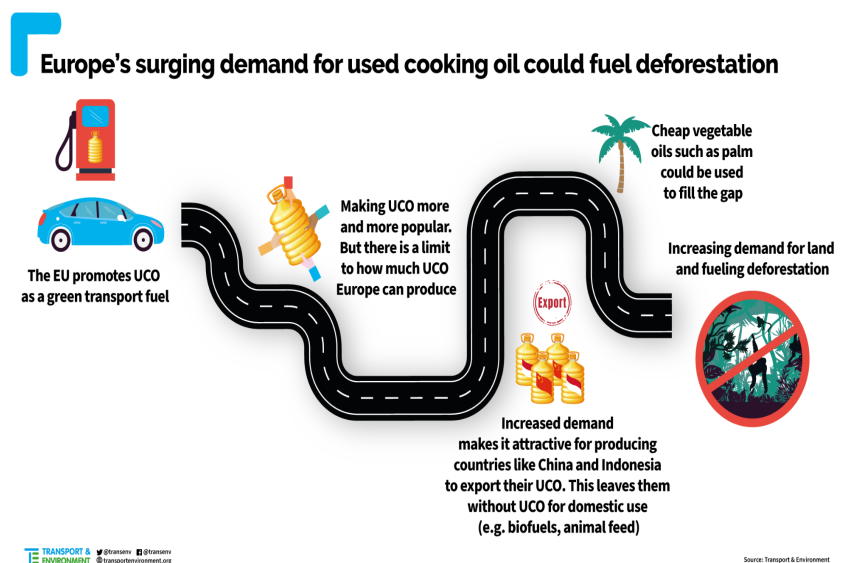 Europe's surging demand for used cooking oil could fuel deforestation
The EU promotes UCO
as a green transport fuel
Making UCO more
and more popular.
But there is a limit
to how much UCO
Europe can produce
Export
Increased demand
makes it attractive for producing
countries like China and Indonesia
to export their UCO. This leaves them
without UCO for domestic use
(e.g. biofuels, animal feed)
Cheap vegetable
oils such as palm
could be used
to fill the gap
Increasing demand for land
and fueling deforestation
TRANSPORT &
ENVIRONMENT
@transenv @transenv
transportenvironment.org
Source: Transport & Environment